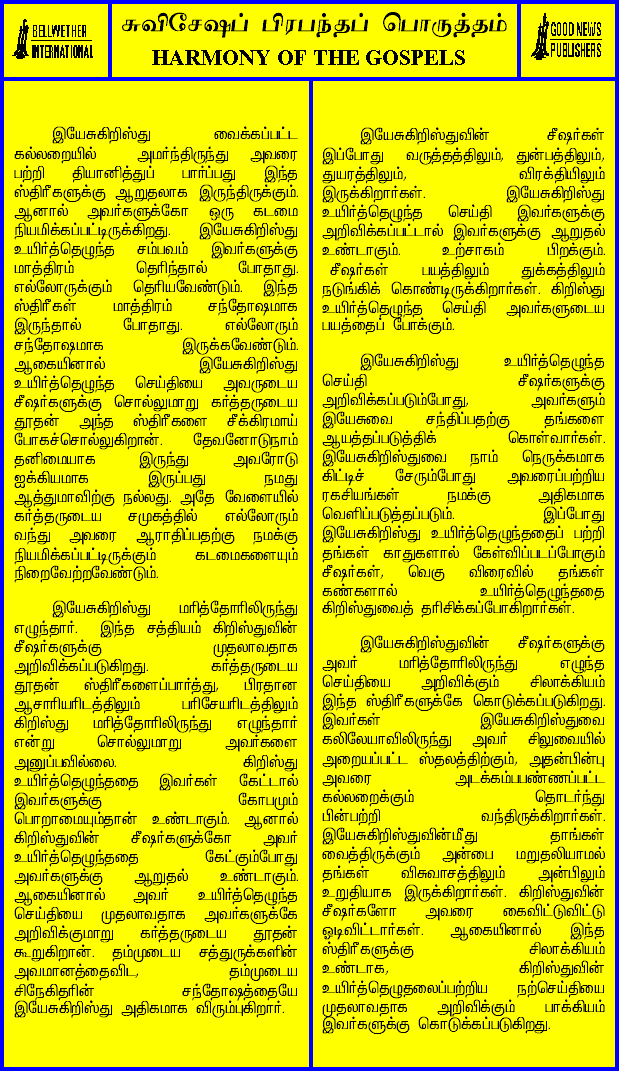 BELLWETHER
INTERNATIONAL
சுவிசேஷப் பிரபந்தப் பொருத்தம்
HARMONY OF THE GOSPELS
GOOD NEWS
PUBLISHERS
இயேசுகிறிஸ்து வைக்கப்பட்ட
கல்லறையில் அமர்ந்திருந்து அவரை
பற்றி தியானித்துப் பார்ப்பது இந்த
ஸ்திரீகளுக்கு ஆறுதலாக இருந்திருக்கும்.
ஆனால் அவர்களுக்கோ ஒரு கடமை
நியமிக்கப்பட்டிருக்கிறது. இயேசுகிறிஸ்து
உயிர்த்தெழுந்த சம்பவம் இவர்களுக்கு
மாத்திரம் தெரிந்தால் போதாது.
எல்லோருக்கும் தெரியவேண்டும். இந்த
ஸ்திரீகள் மாத்திரம் சந்தோஷமாக
இருந்தால் போதாது. எல்லோரும்
சந்தோஷமாக இருக்கவேண்டும்.
ஆகையினால் இயேசுகிறிஸ்து
உயிர்த்தெழுந்த செய்தியை அவருடைய
சீஷர்களுக்கு சொல்லுமாறு கர்த்தருடைய
தூதன் அந்த ஸ்திரீகளை சீக்கிரமாய்
போகச்சொல்லுகிறான். தேவனோடுநாம்
தனிமையாக இருந்து அவரோடு
ஐக்கியமாக இருப்பது நமது
ஆத்துமாவிற்கு நல்லது. அதே வேளையில்
கர்த்தருடைய சமுகத்தில் எல்லோரும்
வந்து அவரை ஆராதிப்பதற்கு நமக்கு
நியமிக்கப்பட்டிருக்கும் கடமைகளையும்
நிறைவேற்றவேண்டும்.
இயேசுகிறிஸ்து மரித்தோரிலிருந்து
எழுந்தார். இந்த சத்தியம் கிறிஸ்துவின்
சீஷர்களுக்கு முதலாவதாக
அறிவிக்கப்படுகிறது. கர்த்தருடைய
தூதன் ஸ்திரீகளைப்பார்த்து, பிரதான
ஆசாரியரிடத்திலும் பரிசேயரிடத்திலும்
கிறிஸ்து மரித்தோரிலிருந்து எழுந்தார்
என்று சொல்லுமாறு அவர்களை
அனுப்பவில்லை. கிறிஸ்து
உயிர்த்தெழுந்ததை இவர்கள் கேட்டால்
இவர்களுக்கு கோபமும்
பொறாமையும்தான் உண்டாகும். ஆனால்
கிறிஸ்துவின் சீஷர்களுக்கோ அவர்
உயிர்த்தெழுந்ததை கேட்கும்போது
அவர்களுக்கு ஆறுதல் உண்டாகும்.
ஆகையினால் அவர் உயிர்த்தெழுந்த
செய்தியை முதலாவதாக அவர்களுக்கே
அறிவிக்குமாறு கர்த்தருடைய தூதன்
கூறுகிறான். தம்முடைய சத்துருக்களின்
அவமானத்தைவிட, தம்முடைய
சிநேகிதரின் சந்தோஷத்தையே
இயேசுகிறிஸ்து அதிகமாக விரும்புகிறார்.
இயேசுகிறிஸ்துவின் சீஷர்கள்
இப்போது வருத்தத்திலும், துன்பத்திலும்,
துயரத்திலும், விரக்தியிலும்
இருக்கிறார்கள். இயேசுகிறிஸ்து
உயிர்த்தெழுந்த செய்தி இவர்களுக்கு
அறிவிக்கப்பட்டால் இவர்களுக்கு ஆறுதல்
உண்டாகும். உற்சாகம் பிறக்கும்.
சீஷர்கள் பயத்திலும் துக்கத்திலும்
நடுங்கிக் கொண்டிருக்கிறார்கள். கிறிஸ்து
உயிர்த்தெழுந்த செய்தி அவர்களுடைய
பயத்தைப் போக்கும்.
இயேசுகிறிஸ்து உயிர்த்தெழுந்த
செய்தி சீஷர்களுக்கு
அறிவிக்கப்படும்போது, அவர்களும்
இயேசுவை சந்திப்பதற்கு தங்களை
ஆயத்தப்படுத்திக் கொள்வார்கள்.
இயேசுகிறிஸ்துவை நாம் நெருக்கமாக
கிட்டிச் சேரும்போது அவரைப்பற்றிய
ரகசியங்கள் நமக்கு அதிகமாக
வெளிப்படுத்தப்படும். இப்போது
இயேசுகிறிஸ்து உயிர்த்தெழுந்ததைப் பற்றி
தங்கள் காதுகளால் கேள்விப்படப்போகும்
சீஷர்கள், வெகு விரைவில் தங்கள்
கண்களால் உயிர்த்தெழுந்ததை
கிறிஸ்துவைத் தரிசிக்கப்போகிறார்கள்.
இயேசுகிறிஸ்துவின் சீஷர்களுக்கு
அவர் மரித்தோரிலிருந்து எழுந்த
செய்தியை அறிவிக்கும் சிலாக்கியம்
இந்த ஸ்திரீகளுக்கே கொடுக்கப்படுகிறது.
இவர்கள் இயேசுகிறிஸ்துவை
கலிலேயாவிலிருந்து அவர் சிலுவையில்
அறையப்பட்ட ஸ்தலத்திற்கும், அதன்பின்பு
அவரை அடக்கம்பண்ணப்பட்ட
கல்லறைக்கும் தொடர்ந்து
பின்பற்றி வந்திருக்கிறார்கள்.
இயேசுகிறிஸ்துவின்மீது தாங்கள்
வைத்திருக்கும் அன்பை மறுதலியாமல்
தங்கள் விசுவாசத்திலும் அன்பிலும்
உறுதியாக இருக்கிறார்கள். கிறிஸ்துவின்
சீஷர்களோ அவரை கைவிட்டுவிட்டு
ஓடிவிட்டார்கள். ஆகையினால் இந்த
ஸ்திரீகளுக்கு சிலாக்கியம்
உண்டாக, கிறிஸ்துவின்
உயிர்த்தெழுதலைப்பற்றிய நற்செய்தியை
முதலாவதாக அறிவிக்கும் பாக்கியம்
இவர்களுக்கு கொடுக்கப்படுகிறது.